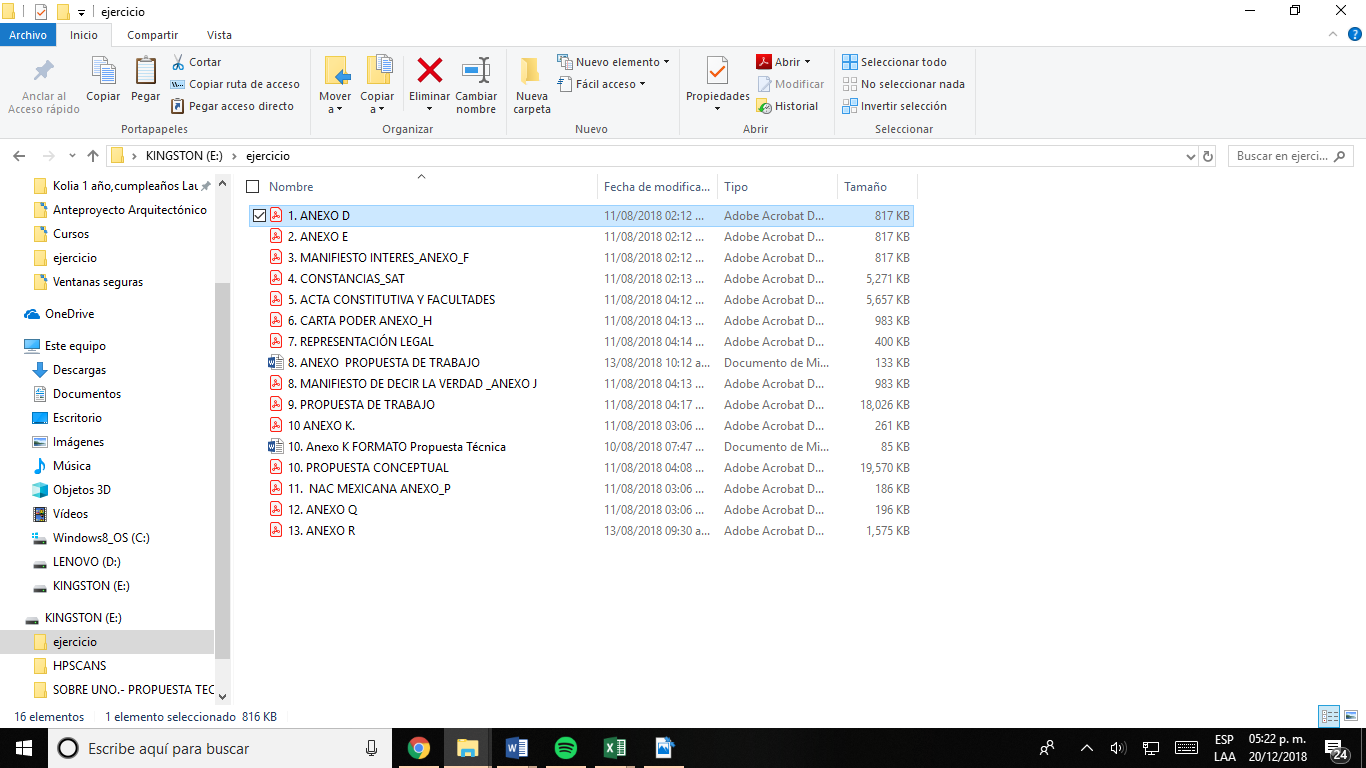 ejercicio
Archivo Inicio Compartir Vista
Anclar al Acceso rápido
Copiar
Pegar
Cortar
Copiar ruta de acceso
Pegar acceso directo
Portapapeles
Mover a
Copiar a
Eliminar
Cambiar nombre
Organizar
Nueva carpeta
Nuevo elemento
Fácil acceso
Nuevo
Propiedades
Abrir
Modificar
Historial
Abrir
Seleccionar todo
No seleccionar nada
Invertir selección
Seleccionar
KINGSTON (E:) ejercicio
Buscar en ejerci...
Kolia 1 año,cumpleaños Lau
Anteproyecto Arquitectónico
Cursos
ejercicio
Ventanas seguras
OneDrive
Este equipo
Descargas
Documentos
Escritorio
Imágenes
Música
Objetos 3D
Vídeos
Windows8_OS (C:)
LENOVO (D:)
KINGSTON (E:)
KINGSTON (E:)
ejercicio
HPSCANS
SOBRE UNO.- PROPUESTA TEC
Nombre Fecha de modifica... Tipo Tamaño
1. ANEXO D 11/08/2018 02:12 ... Adobe Acrobat D... 817 KB
2. ANEXO E 11/08/2018 02:12 ... Adobe Acrobat D... 817 KB
3. MANIFIESTO INTERES_ANEXO_F 11/08/2018 02:12 ... Adobe Acrobat D... 817 KB
4. CONSTANCIAS_SAT 11/08/2018 02:13 ... Adobe Acrobat D... 5,271 KB
5. ACTA CONSTITUTIVA Y FACULTADES 11/08/2018 04:12 ... Adobe Acrobat D... 5,657 KB
6. CARTA PODER ANEXO_H 11/08/2018 04:13 ... Adobe Acrobat D... 983 KB
7. REPRESENTACIÓN LEGAL 11/08/2018 04:14 ... Adobe Acrobat D... 400 KB
8. ANEXO  PROPUESTA DE TRABAJO 13/08/2018 10:12 a... Documento de Mi... 133 KB
8. MANIFIESTO DE DECIR LA VERDAD _ANEXO J 11/08/2018 04:13 ... Adobe Acrobat D... 983 KB
9. PROPUESTA DE TRABAJO 11/08/2018 04:17 ... Adobe Acrobat D... 18,026 KB
10 ANEXO K. 11/08/2018 03:06 ... Adobe Acrobat D... 261 KB
10. Anexo K FORMATO Propuesta Técnica 10/08/2018 07:47 ... Documento de Mi... 85 KB
10. PROPUESTA CONCEPTUAL 11/08/2018 04:08 ... Adobe Acrobat D... 19,570 KB
11.  NAC MEXICANA ANEXO_P 11/08/2018 03:06 ... Adobe Acrobat D... 186 KB
12. ANEXO Q 11/08/2018 03:06 ... Adobe Acrobat D... 196 KB
13. ANEXO R 13/08/2018 09:30 a... Adobe Acrobat D... 1,575 KB
16 elementos 1 elemento seleccionado 816 KB
Escribe aquí para buscar
ESP
LAA
05:22 p. m.
20/12/2018
24